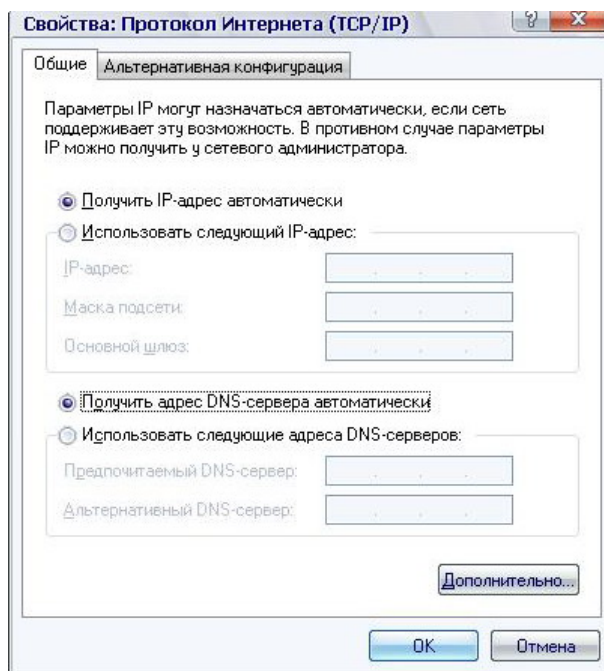 Свойства: Протокол Интернета (TCP/IP)
?
X
Общие
Альтернативная конфигурация
Параметры IP могут назначаться автоматически, если сеть
поддерживает эту возможность. В противном случае параметры
IP можно получить у сетевого администратора.
Получить IP-адрес автоматически
Использовать следующий IP-адрес:
IP-адрес:
Маска подсети:
Основной шлюз:
Получить адрес DNS-сервера автоматически
Использовать следующие адреса DNS-серверов:
Предпочитаемый DNS-сервер:
Альтернативный DNS-сервер:
Дополнительно...
OK
Отмена